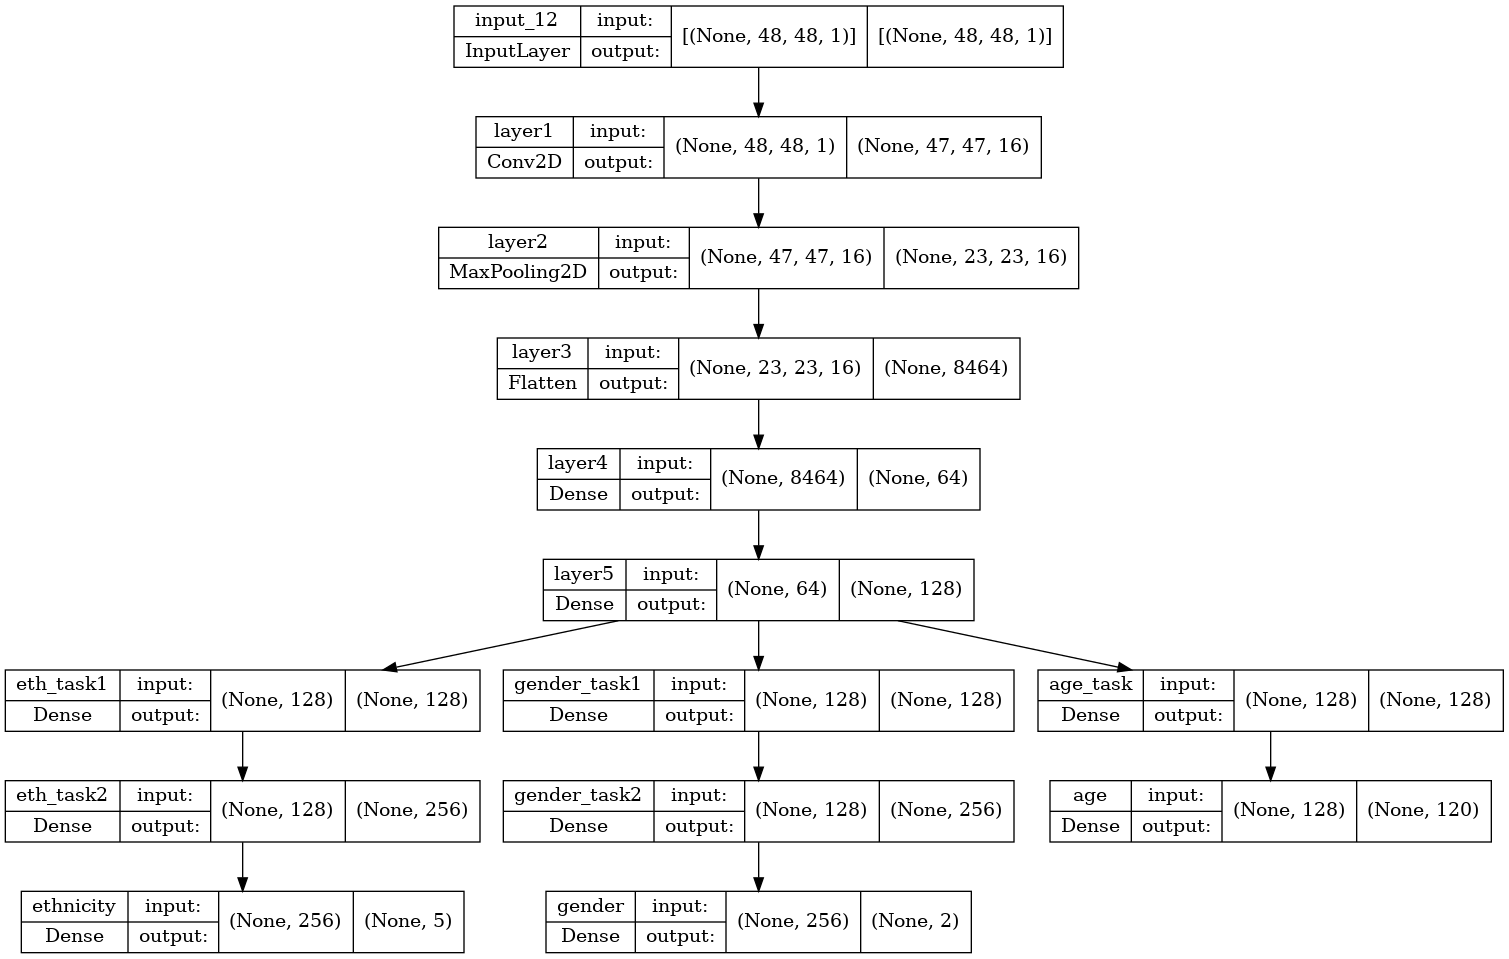 input_12 input: [(None, 48, 48, 1)] [(None, 48, 48, 1)]
InputLayer output:
layer1 input: (None, 48, 48, 1) (None, 47, 47, 16)
Conv2D output:
layer2 input: (None, 47, 47, 16) (None, 23, 23, 16)
MaxPooling2D output:
layer3 input: (None, 23, 23, 16) (None, 8464)
Flatten output:
layer4 input: (None, 8464) (None, 64)
Dense output:
layer5 input: (None, 64) (None, 128)
Dense output:
eth_task1 input: (None, 128) (None, 128)
Dense output:
gender_task1 input: (None, 128) (None, 128)
Dense output:
age_task input: (None, 128) (None, 128)
Dense output:
eth_task2 input: (None, 128) (None, 256)
Dense output:
gender_task2 input: (None, 128) (None, 256)
Dense output:
age input: (None, 128) (None, 120)
Dense output:
ethnicity input: (None, 256) (None, 5)
Dense output:
gender input: (None, 256) (None, 2)
Dense output: